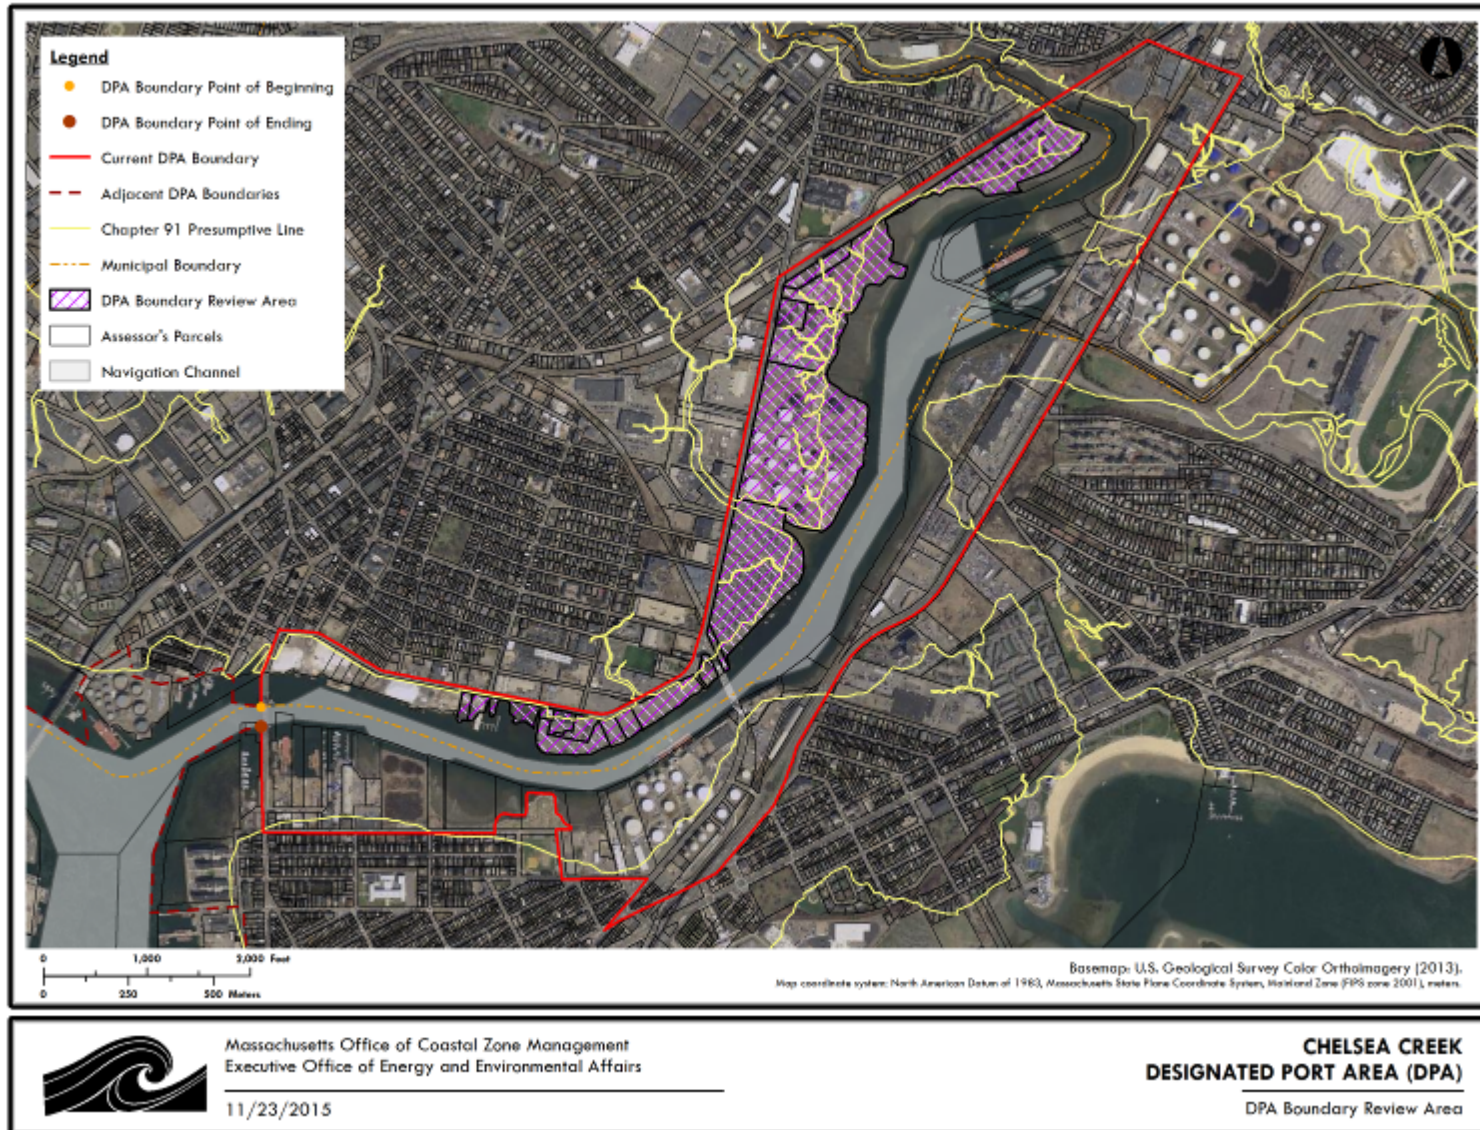 Legend
DPA Boundary Point of Beginning
DPA Boundary Point of Ending
Current DPA Boundary
Adjacent DPA Boundaries
Chapter 91 Presumptive Line
Municipal Boundary
DPA Boundary Review Area
Assessor's Parcels
Navigation Channel
0 1,000 2,000 Feet
0 250 500 Meters
Basemap: U.S. Geological Survey Color Orthoimagery (2013).
Map coordinate system: North American Datum of 1983, Massachusetts State Plane Coordinate System, Mainland Zone (FIPS zone 2001), meters.
Massachusetts Office of Coastal Zone Management
Executive Office of Energy and Environmental Affairs
11/23/2015
CHELSEA CREEK
DESIGNATED PORT AREA (DPA)
DPA Boundary Review Area